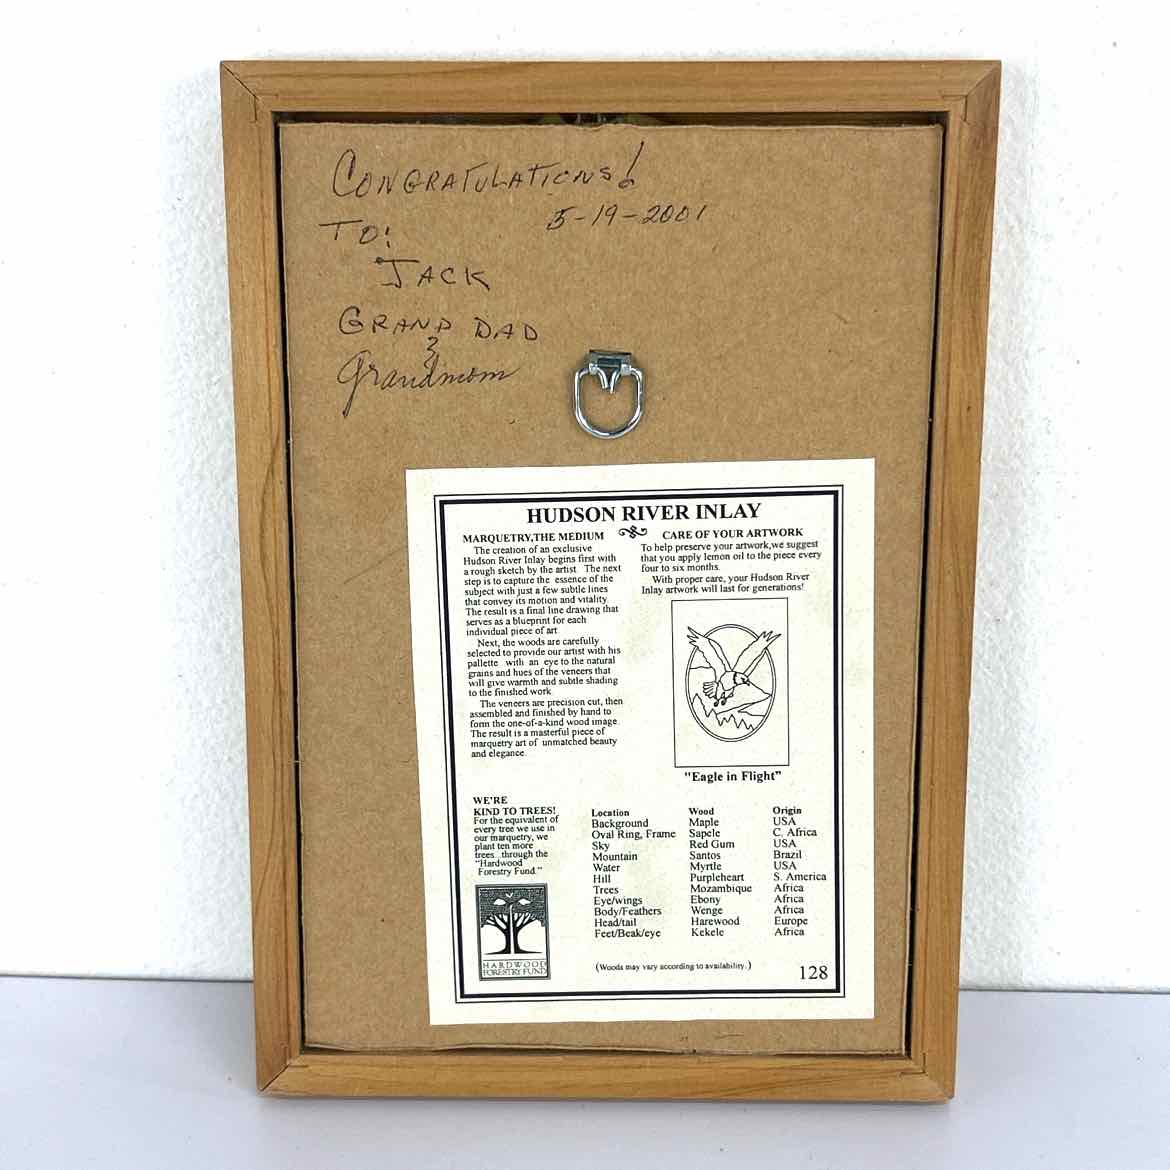 CONGRATULATIONS!
5-19-2001
TO:
JACK
GRAND DAD
&
Grandmom
HUDSON RIVER INLAY
MARQUETRY,THE MEDIUM
The creation of an exclusive
Hudson River Inlay begins first with
a rough sketch by the artist The next
step is to capture the essence of the
subject with just a few subtle lines
that convey its motion and vitality.
The result is a final line drawing that
serves as a blueprint for each
individual piece of art
Next, the woods are carefully
selected to provide our artist with his
pallette with an eye to the natural
grains and hues of the veneers that
will give warmth and subtle shading
to the finished work
The veneers are precision cut, then
assembled and finished by hand to
form the one-of-a-kind wood image.
The result is a masterful piece of
marquetry art of unmatched beauty
and elegance.
CARE OF YOUR ARTWORK
To help preserve your artwork,we suggest
that you apply lemon oil to the piece every
four to six months.
With proper care, your Hudson River
Inlay artwork will last for generations!
"Eagle in Flight"
WE'RE
KIND TO TREES!
For the equivalent of
every tree we use in
our marquetry, we
plant ten more
trees through the
"Hardwood
Forestry Fund."
HARDWOOD
FORESTRY FUND
Location Wood Origin
Background Maple USA
Oval Ring, Frame Sapele C. Africa
Sky Red Gum USA
Mountain Santos Brazil
Water Myrtle USA
Hill Purpleheart S. America
Trees Mozambique Africa
Eye/wings Ebony Africa
Body/Feathers Wenge Africa
Head/tail Harewood Europe
Feet/Beak/eye Kekele Africa
(Woods may vary according to availability.)
128